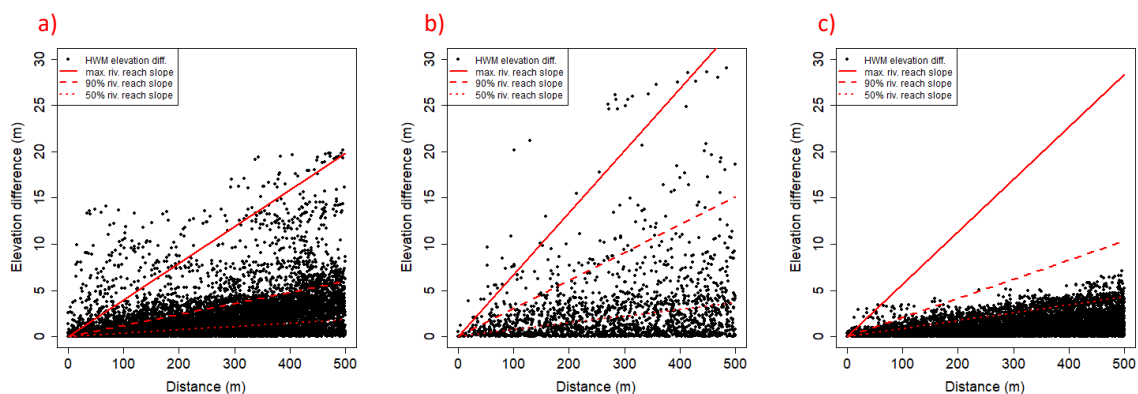 a)
HWM elevation diff.
max. riv. reach slope
90% riv. reach slope
50% riv. reach slope
30
25
20
15
10
5
0
Elevation difference (m)
0 100 200 300 400 500
Distance (m)
b)
HWM elevation diff.
max. riv. reach slope
90% riv. reach slope
50% riv. reach slope
30
25
20
15
10
5
0
Elevation difference (m)
0 100 200 300 400 500
Distance (m)
c)
HWM elevation diff.
max. riv. reach slope
90% riv. reach slope
50% riv. reach slope
30
25
20
15
10
5
0
Elevation difference (m)
0 100 200 300 400 500
Distance (m)